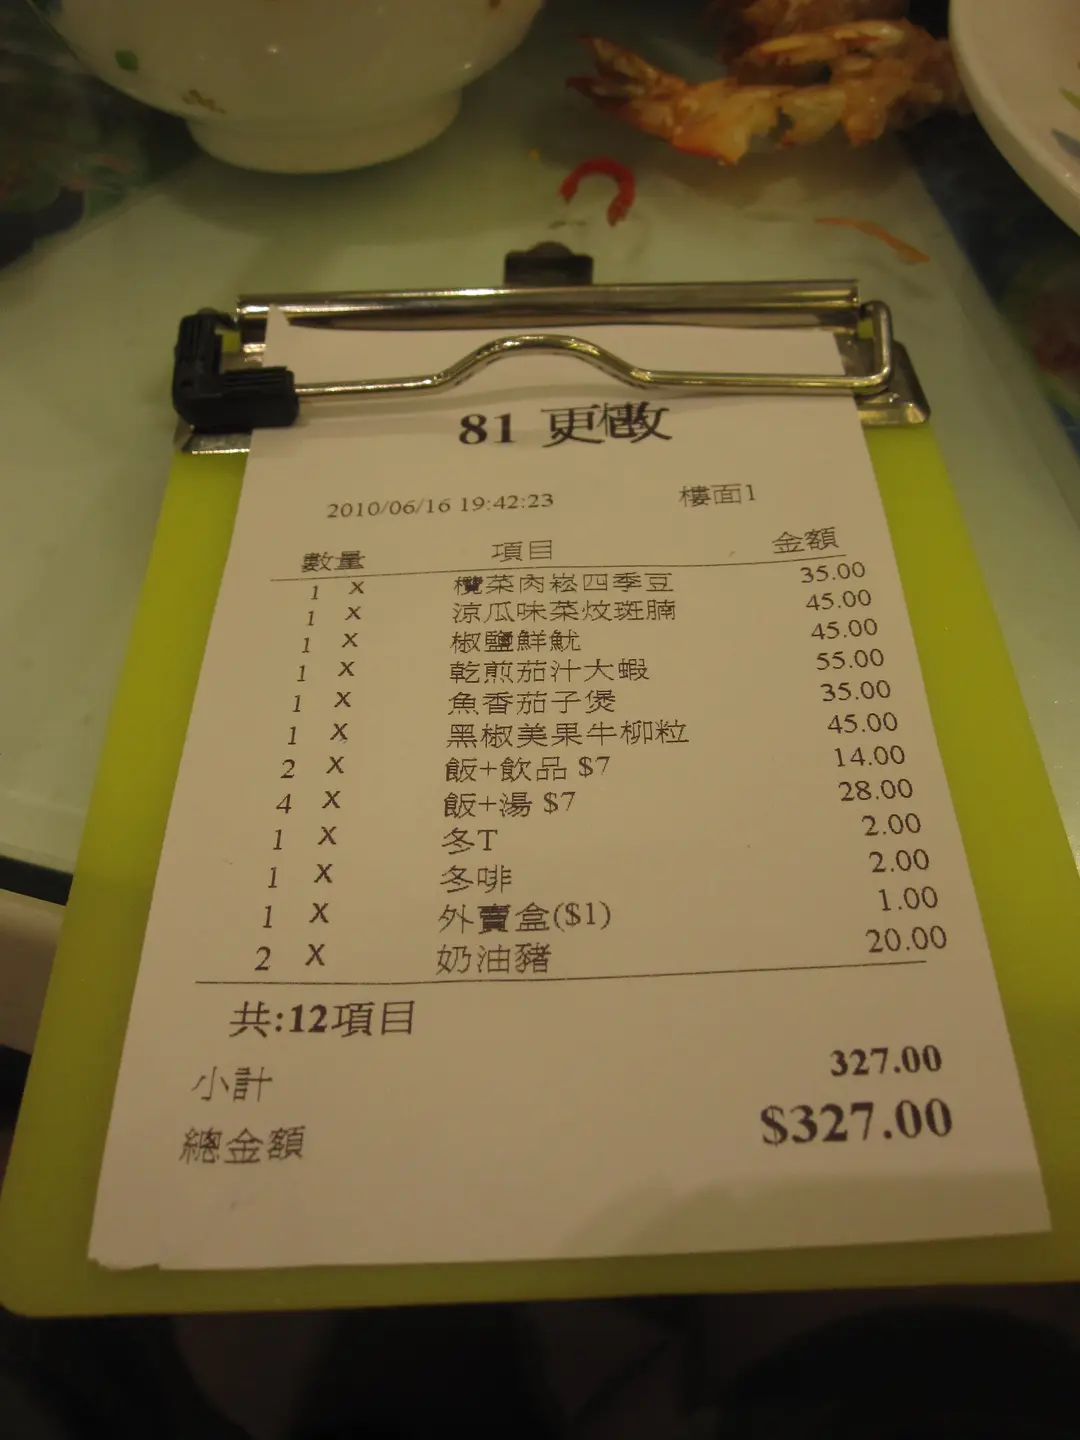 81 更改
2010/06/16 19:42:23 樓面1
數量 項目 金額
1 X 欖菜肉崧四季豆 35.00
1 X 涼瓜味菜炆斑腩 45.00
1 X 椒鹽鮮魷 45.00
1 X 乾煎茄汁大蝦 55.00
1 X 魚香茄子煲 35.00
1 X 黑椒美果牛柳粒 45.00
2 X 飯+飲品 $7 14.00
4 X 飯+湯 $7 28.00
1 X 冬T 2.00
1 X 冬啡 2.00
1 X 外賣盒($1) 1.00
2 X 奶油豬 20.00
共:12項目
小計 327.00
總金額 $327.00